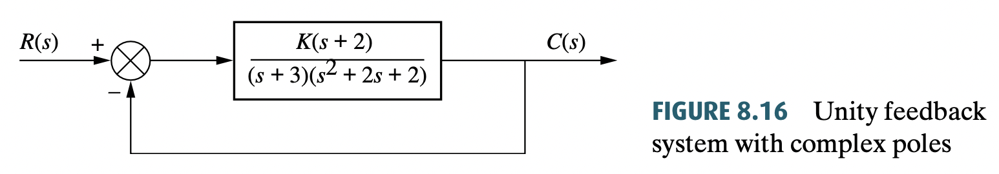 R(s) + K(s + 2) C(s)
(s + 3)(s² + 2s + 2)
−
FIGURE 8.16 Unity feedback
system with complex poles